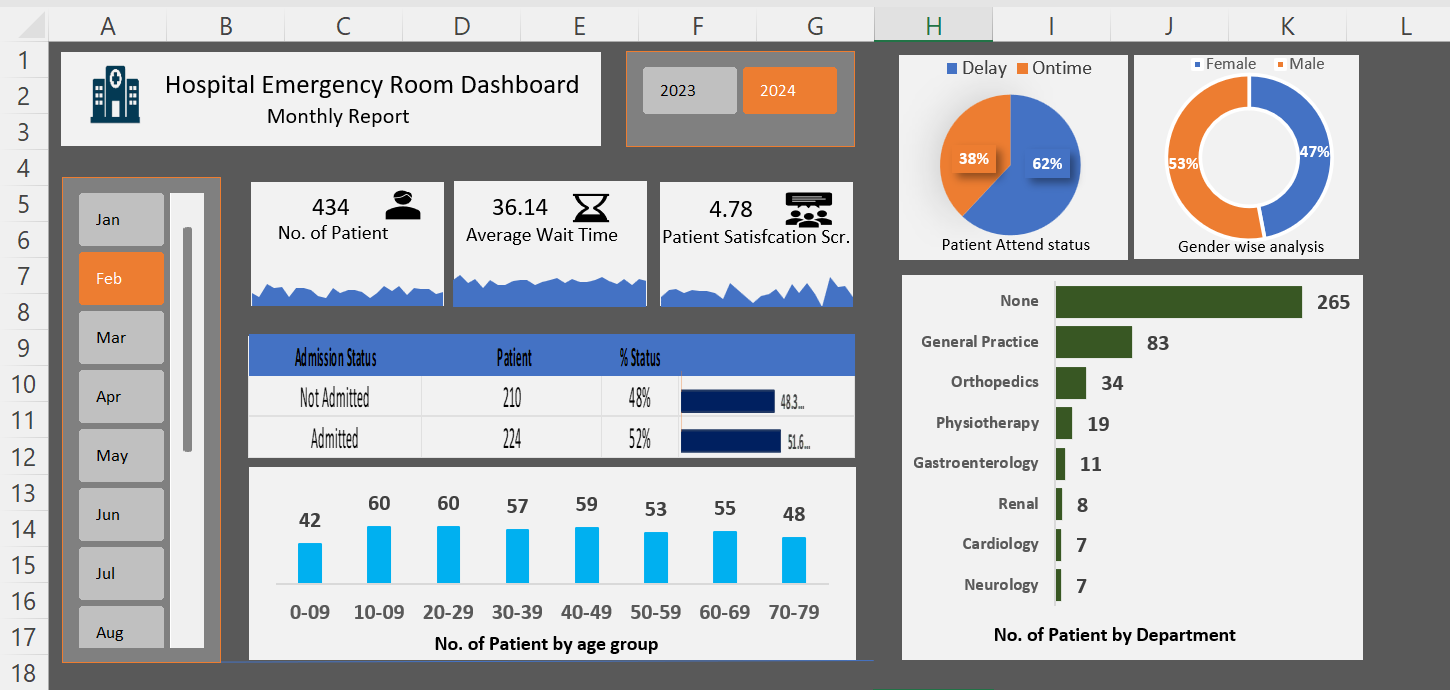 A B C D E F G H I J K L
1
2
3
4
5
6
7
8
9
10
11
12
13
14
15
16
17
18
Hospital Emergency Room Dashboard
Monthly Report
2023 2024
Jan
Feb
Mar
Apr
May
Jun
Jul
Aug
434
No. of Patient
36.14
Average Wait Time
4.78
Patient Satisfcation Scr.
Admission Status Patient % Status
Not Admitted 210 48% 48.3...
Admitted 224 52% 51.6...
42 60 60 57 59 53 55 48
0-09 10-09 20-29 30-39 40-49 50-59 60-69 70-79
No. of Patient by age group
Delay Ontime
38% 62%
Patient Attend status
Female Male
53% 47%
Gender wise analysis
None 265
General Practice 83
Orthopedics 34
Physiotherapy 19
Gastroenterology 11
Renal 8
Cardiology 7
Neurology 7
No. of Patient by Department